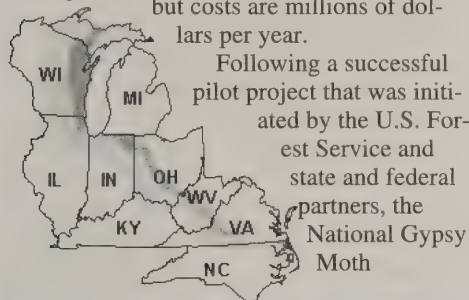 but costs are millions of dol-
lars per year.
Following a successful
pilot project that was initi-
ated by the U.S. For-
est Service and
state and federal
partners, the
National Gypsy
Moth
WI
MI
IL
IN
OH
WV
KY
VA
NC